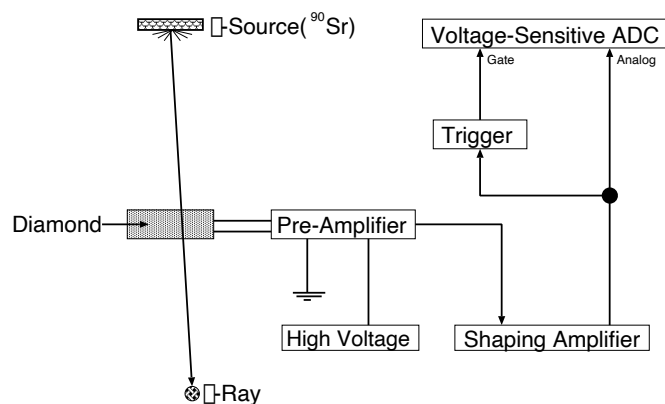 ▯-Source( ⁹⁰Sr)
Voltage-Sensitive ADC
Gate
Analog
Trigger
Diamond
Pre-Amplifier
High Voltage
Shaping Amplifier
▯-Ray